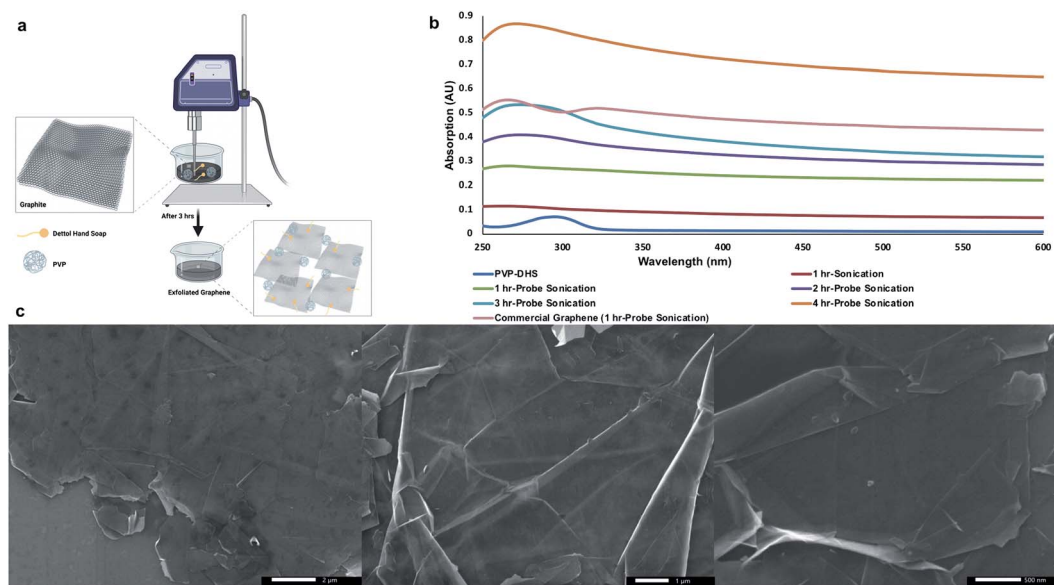 a
Graphite
Dettol Hand Soap
PVP
After 3 hrs
Exfoliated Graphene
b
Absorption (AU)
0.9
0.8
0.7
0.6
0.5
0.4
0.3
0.2
0.1
0
250 300 350 400 450 500 550 600
Wavelength (nm)
PVP-DHS 1 hr-Sonication
1 hr-Probe Sonication 2 hr-Probe Sonication
3 hr-Probe Sonication 4 hr-Probe Sonication
Commercial Graphene (1 hr-Probe Sonication)
c
2 µm 1 µm 500 nm